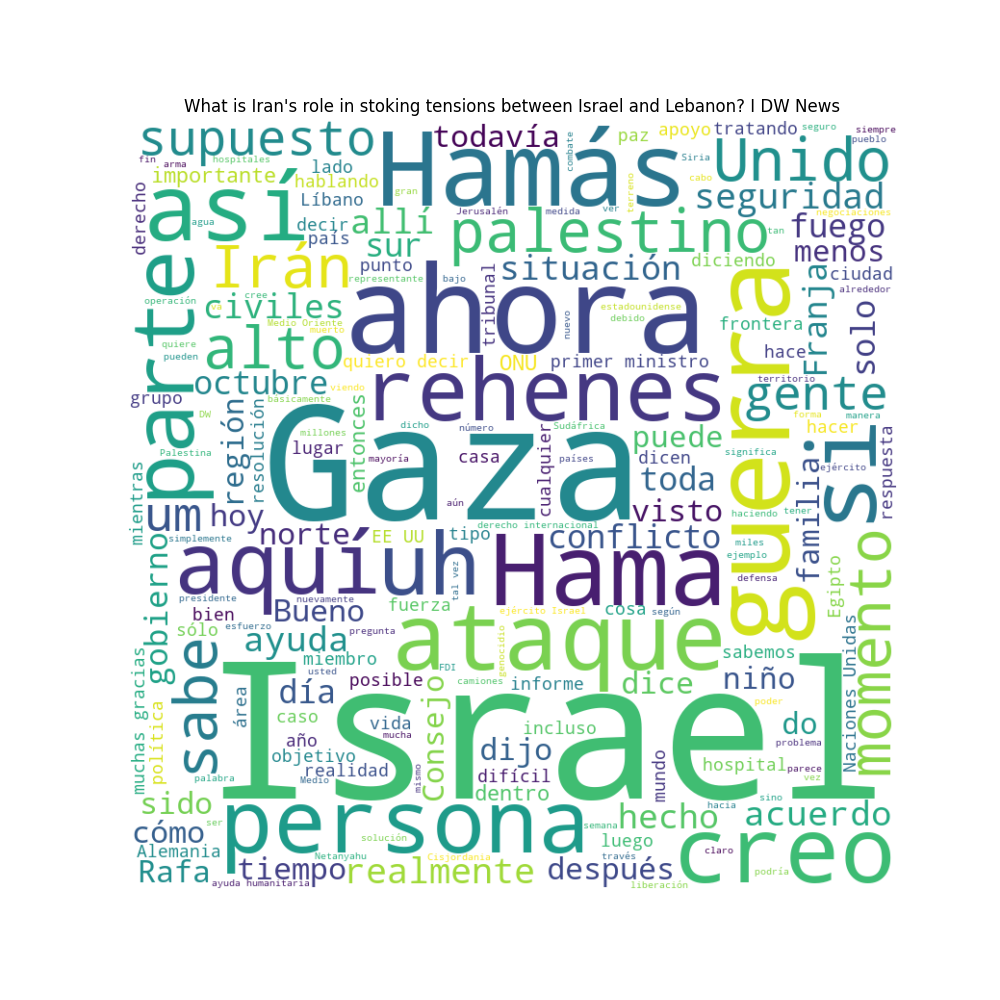 What is Iran's role in stoking tensions between Israel and Lebanon? I DW News
supuesto
Hamás
todavía
combate
paz
apoyo
tratando
seguro
siempre
pueblo
fin
arma
hospitales
lado
importante
hablando
Siria
Unido
derecho
así
Líbano
gran
cabo
terreno
seguridad
agua
decir
allí
Jerusalén
medida
ver
negociaciones
país
sur
palestino
tan
fuego
menos
parte
Irán
punto
representante
bajo
tribunal
situación
diciendo
guerra
Franja
ciudad
alrededor
operación
cree
va
civiles
ahora
nuevo
estadounidense
debido
Medio Oriente
muerto
frontera
solo
quiere
pueden
alto
quiero decir
ONU
primer ministro
hace
octubre
viendo
rehenes
territorio
gente
grupo
DW
básicamente
región
resolución
entonces
millones
dicho
número
Sudáfrica
forma
manera
hacer
Gaza
cualquier
puede
significa
si
Palestina
lugar
mayoría
casa
países
dicen
ejército
respuesta
mientras
toda
familia
aún
tener
um
hoy
visto
haciendo
derecho internacional
miles
simplemente
norte
EE UU
tipo
conflicto
ejemplo
gobierno
aquí
uh
tal vez
Hama
defensa
momento
Egipto
presidente
nuevamente
bien
Bueno
fuerza
ejército Israel
cosa
según
sólo
esfuerzo
pregunta
ataque
genocidio
Naciones Unidas
sabe
ayuda
miembro
sabemos
muchas gracias
usted
FDI
posible
camiones
informe
dice
niño
área
día
Israel
poder
política
caso
vida
mucha
consejo
incluso
do
año
dijo
problema
objetivo
realidad
Medio
mismo
difícil
dentro
mundo
hospital
parece
vez
palabra
sido
persona
sino
hacia
hecho
acuerdo
ser
cómo
solución
semana
luego
creo
claro
Alemania
Netanyahu
Cisjordania
través
Rafa
tiempo
realmente
después
podría
ayuda humanitaria
liberación